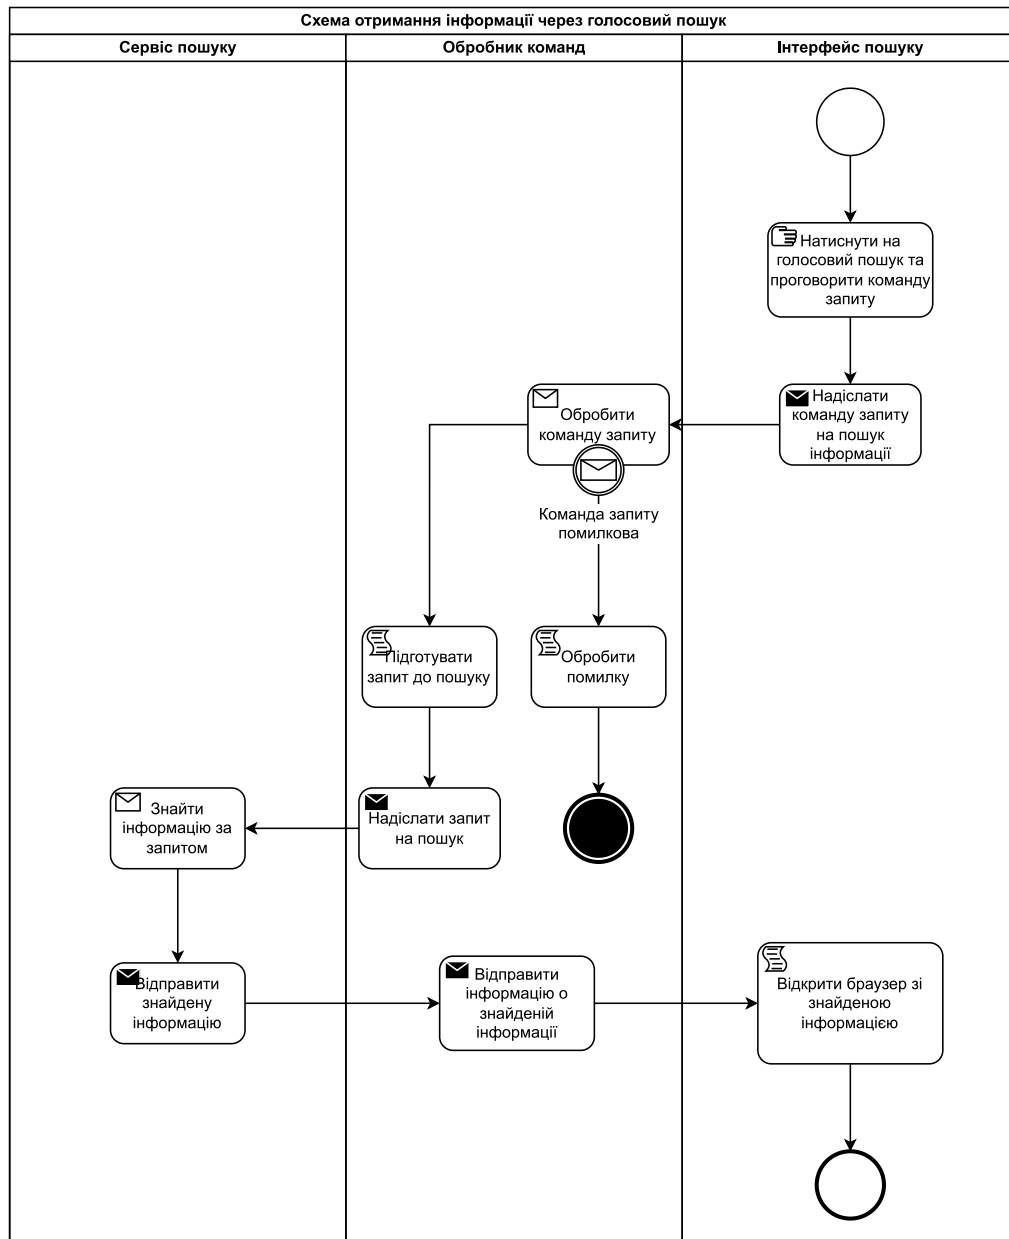 Схема отримання інформації через голосовий пошук
Сервіс пошуку
Обробник команд
Інтерфейс пошуку
Натиснути на
голосовий пошук та
проговорити команду
запиту
Надіслати
команду запиту
на пошук
інформації
Обробити
команду запиту
Команда запиту
помилкова
Підготувати
запит до пошуку
Обробити
помилку
Надіслати запит
на пошук
Знайти
інформацію за
запитом
Відправити
знайдену
інформацію
Відправити
інформацію о
знайденій
інформації
Відкрити браузер зі
знайденою
інформацією